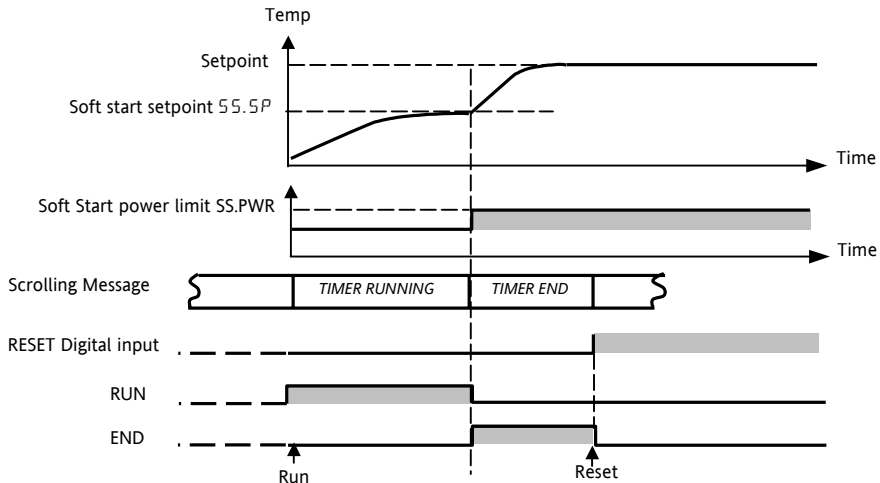 Temp
Setpoint
Soft start setpoint SS.SP
Time
Soft Start power limit SS.PWR
Time
Scrolling Message
TIMER RUNNING
TIMER END
RESET Digital input
RUN
END
Run
Reset